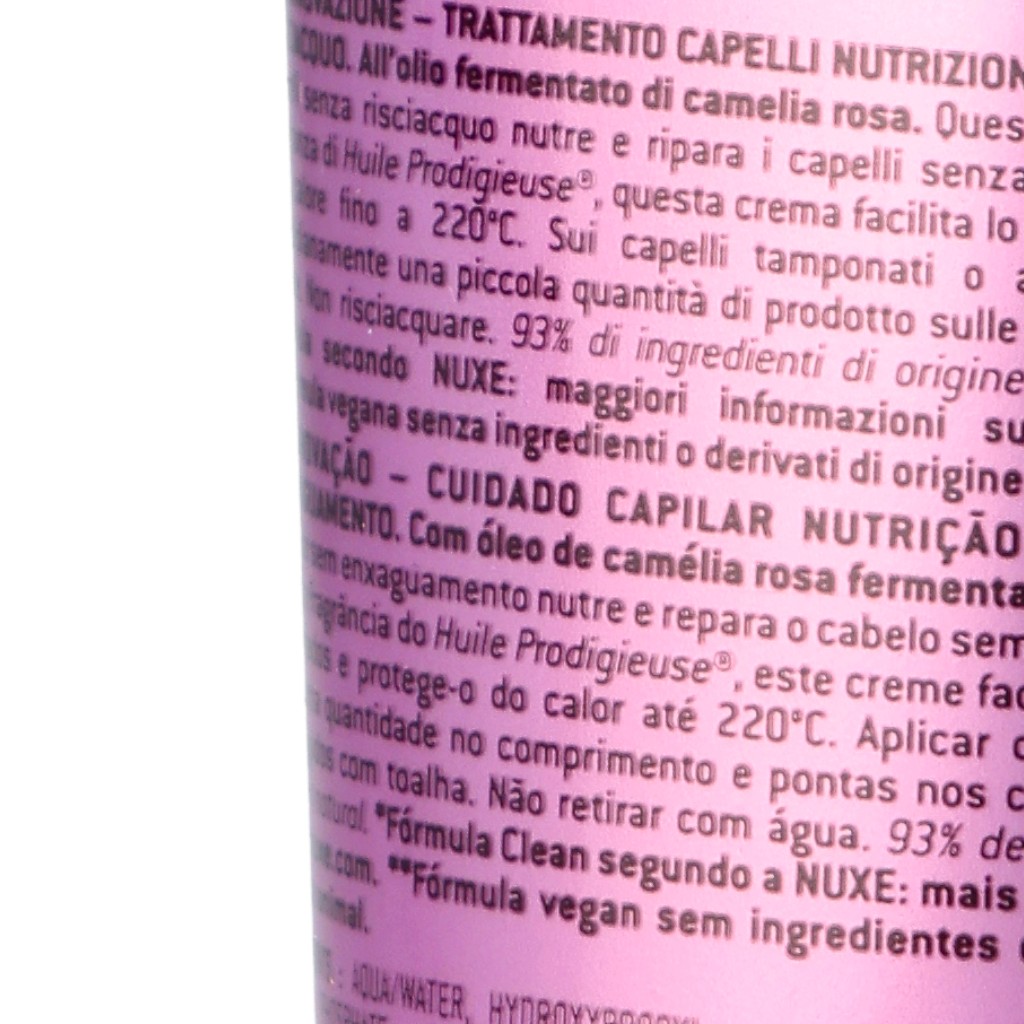 – TRATTAMENTO CAPELLI NUTRIZION
All'olio fermentato di camelia rosa. Ques
senza risciacquo nutre e ripara i capelli senza
di Huile Prodigieuse®, questa crema facilita lo
fino a 220°C. Sui capelli tamponati o a
una piccola quantità di prodotto sulle
Non risciacquare. 93% di ingredienti di origine
secondo NUXE: maggiori informazioni su
vegana senza ingredienti o derivati di origine
– CUIDADO CAPILAR NUTRIÇÃO
Com óleo de camélia rosa fermenta
sem enxaguamento nutre e repara o cabelo sem
do Huile Prodigieuse®, este creme fac
e protege-o do calor até 220°C. Aplicar
quantidade no comprimento e pontas nos c
com toalha. Não retirar com água. 93% de
*Fórmula Clean segundo a NUXE: mais
.com. **Fórmula vegan sem ingredientes
: AQUA/WATER,